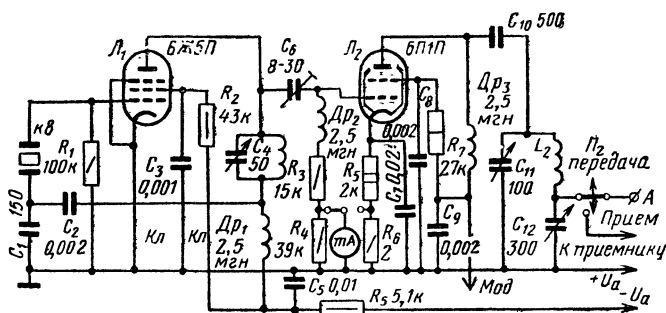 Л₁
6Ж5П
C₆
8-30
Л₂
6П1П
C₁₀ 500
кв
R₁
100к
C₃
0,001
R₂
43к
C₄
50
Др₂
2,5
мгн
R₃
15к
0,002
C₈
R₅
2к
C₇ 0,02
R₇
27к
Др₃
2,5
мгн
C₁₁
100
L₂
П₂
передача
А
Прием
К приемнику
150
C₁
C₂
0,002
Кл
Кл
Др₁
2,5
мгн
R₄
39к
mA
R₆
2
C₉
0,002
Мод
C₁₂
300
+Uа
-Uа
C₅ 0,01
R₅ 5,1к